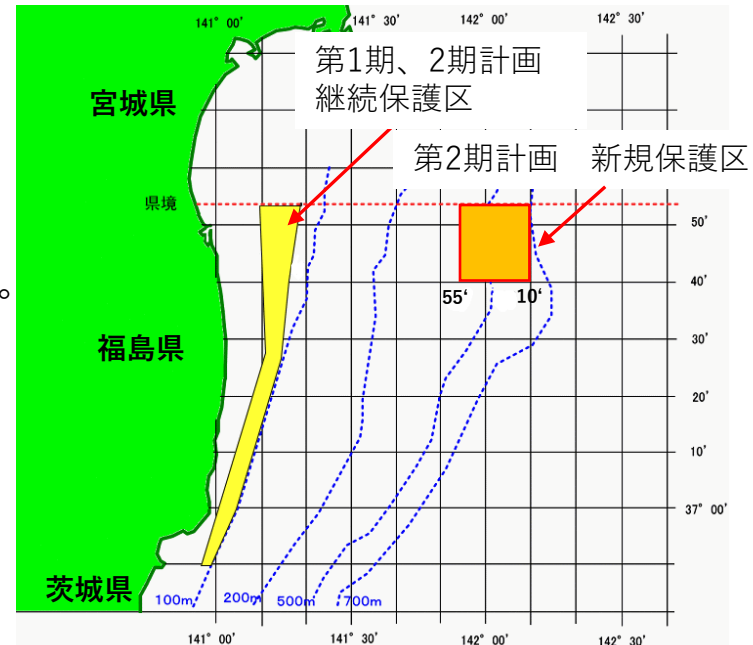 141° 00′
141° 30′
142° 00′
142° 30′
第1期、2期計画
継続保護区
宮城県
第2期計画　新規保護区
県境
50′
。
40′
55‘
10‘
福島県
30′
20′
10′
37° 00′
茨城県
100m
200m
500m
700m
141° 00′
141° 30′
142° 00′
142° 30′